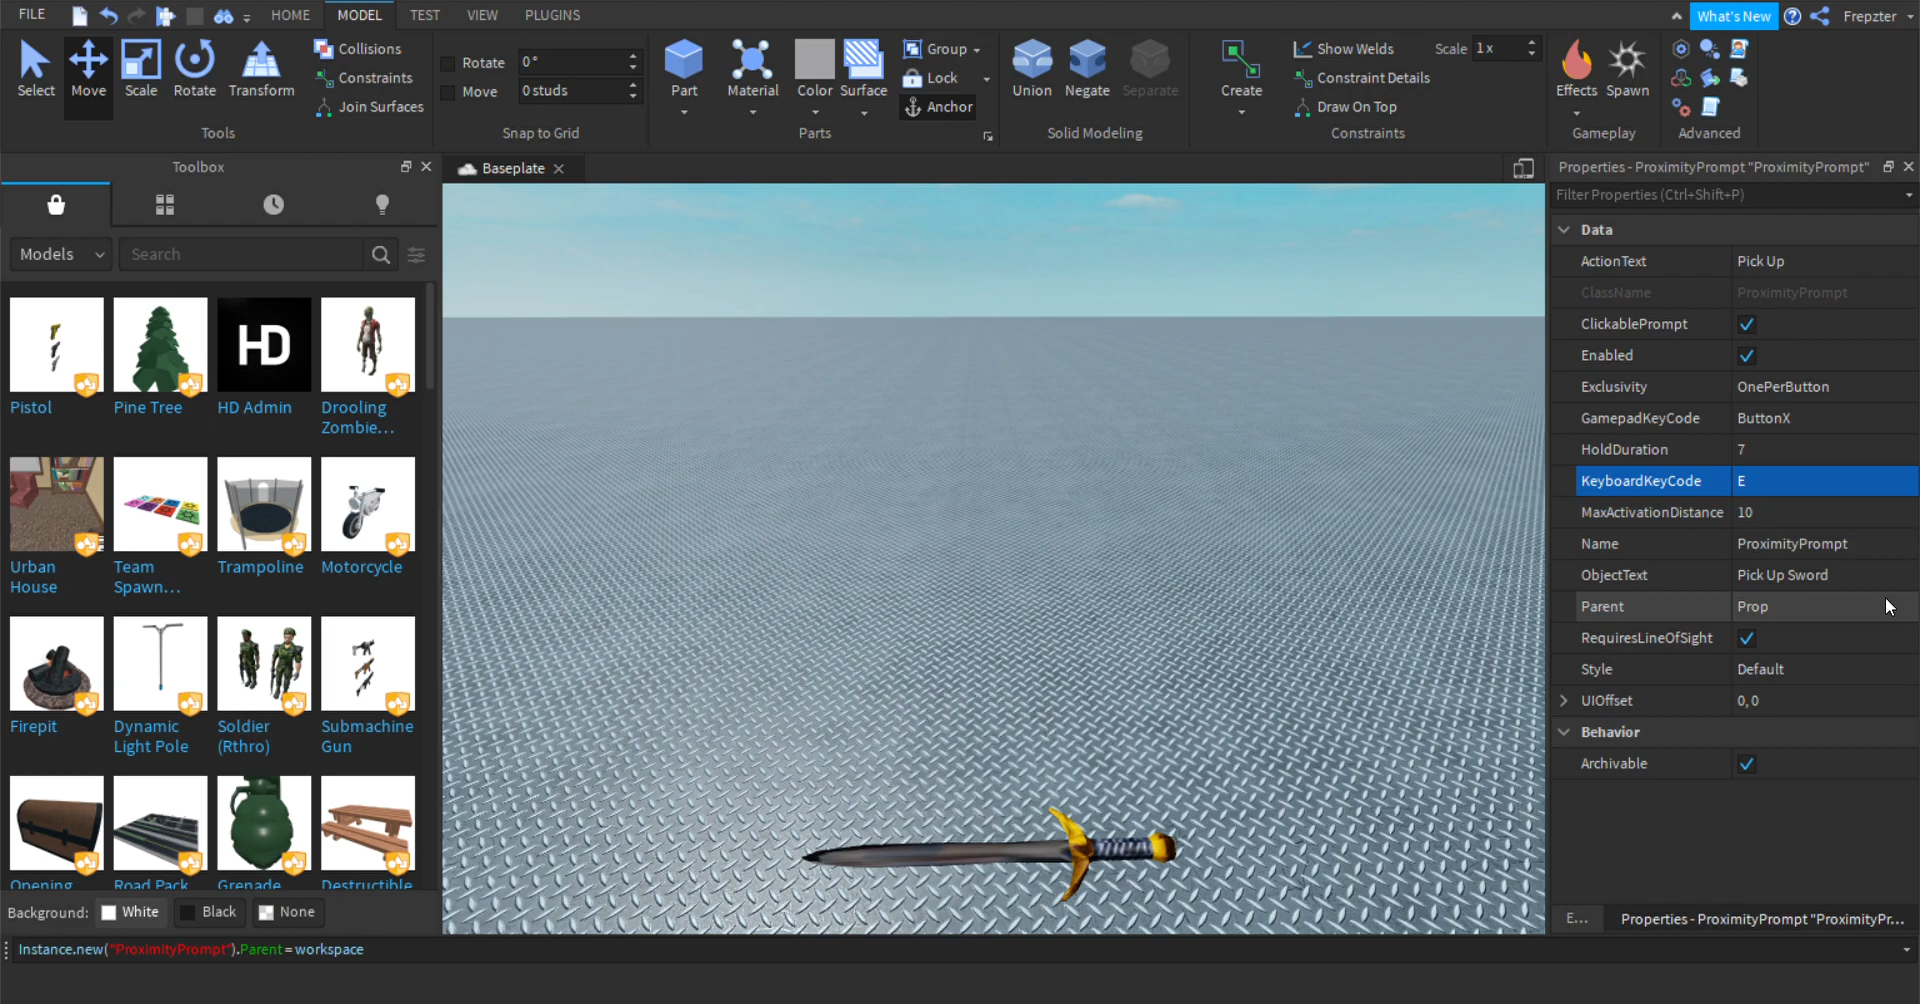 FILE HOME MODEL TEST VIEW PLUGINS What's New Frepzter
Select Move Scale Rotate Transform
Collisions
Constraints
Join Surfaces
Tools
Rotate 0°
Move 0 studs
Snap to Grid
Part Material Color Surface
Group
Lock
Anchor
Parts
Union Negate Separate
Solid Modeling
Create
Show Welds Scale 1x
Constraint Details
Draw On Top
Constraints
Effects Spawn
Gameplay
Advanced
Toolbox
Models Search
Pistol Pine Tree HD Admin Drooling
Zombie...
HD
Urban Team Trampoline Motorcycle
House Spawn...
Firepit Dynamic Soldier Submachine
Light Pole (Rthro) Gun
Opening Road Pack Grenade Destructible
Background: White Black None
Baseplate
Properties - ProximityPrompt "ProximityPrompt"
Filter Properties (Ctrl+Shift+P)
Data
ActionText Pick Up
ClassName ProximityPrompt
ClickablePrompt
Enabled
Exclusivity OnePerButton
GamepadKeyCode ButtonX
HoldDuration 7
KeyboardKeyCode E
MaxActivationDistance 10
Name ProximityPrompt
ObjectText Pick Up Sword
Parent Prop
RequiresLineOfSight
Style Default
UIOffset 0, 0
Behavior
Archivable
E... Properties - ProximityPrompt "ProximityPr...
Instance.new("ProximityPrompt").Parent = workspace